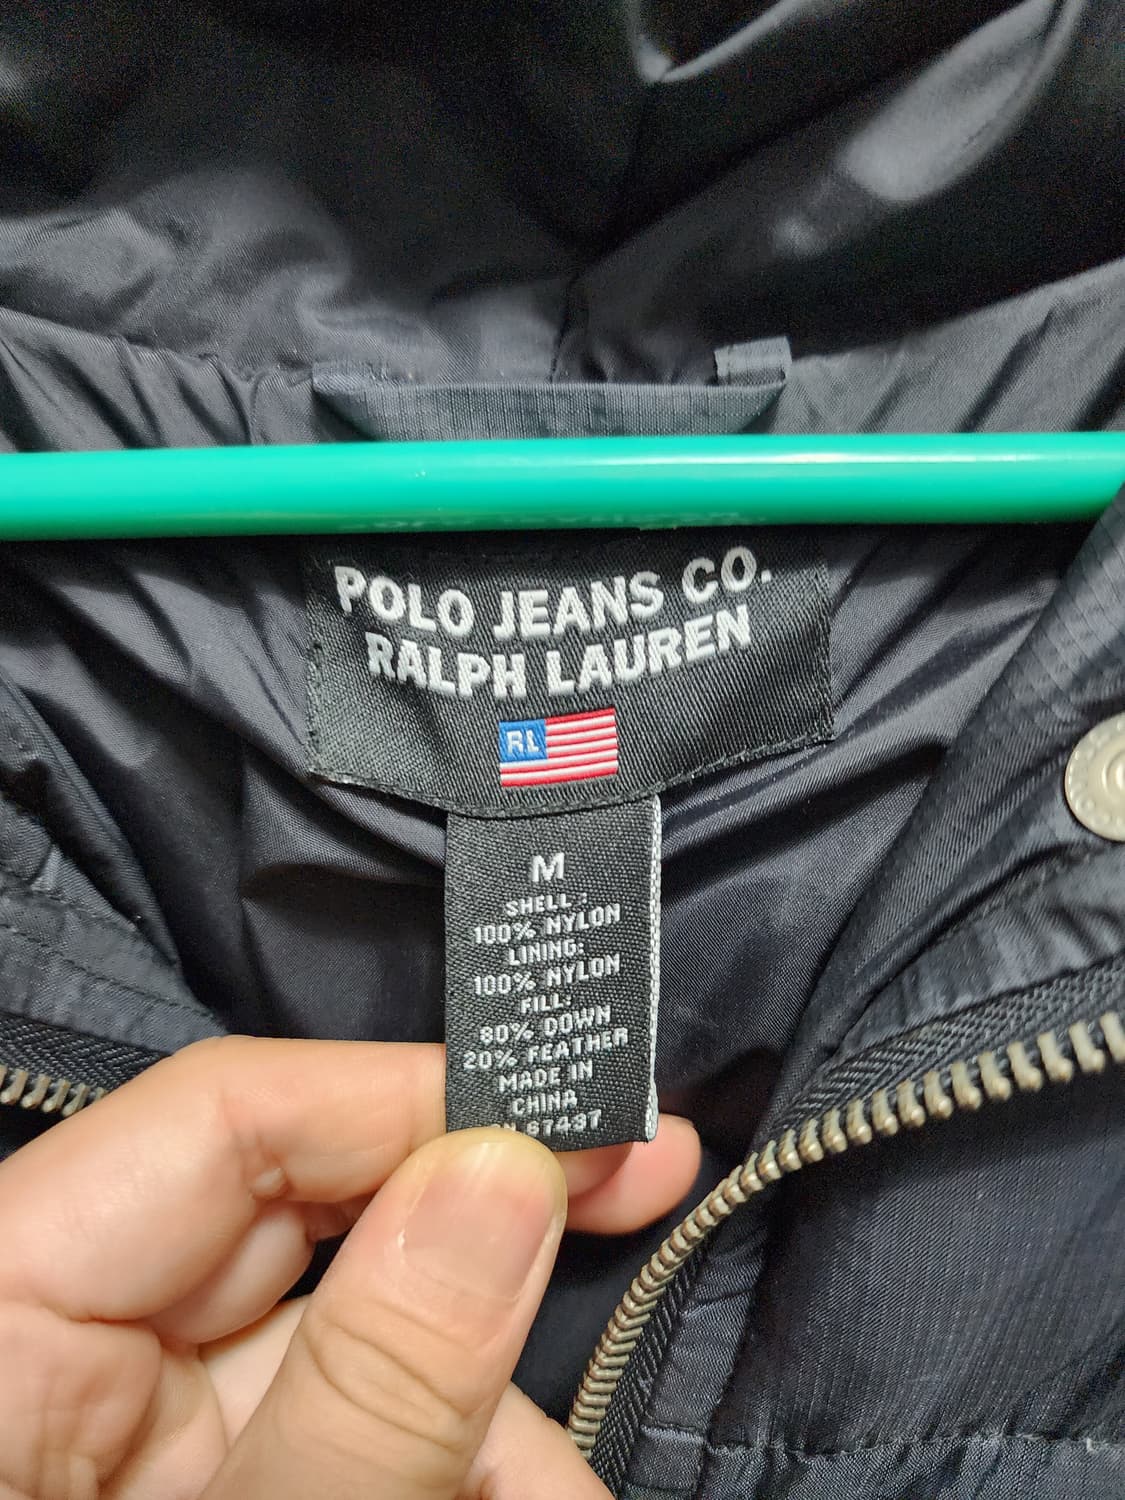 POLO JEANS CO.
RALPH LAUREN
RL
M
SHELL:
100% NYLON
LINING:
100% NYLON
FILL:
80% DOWN
20% FEATHER
MADE IN
CHINA